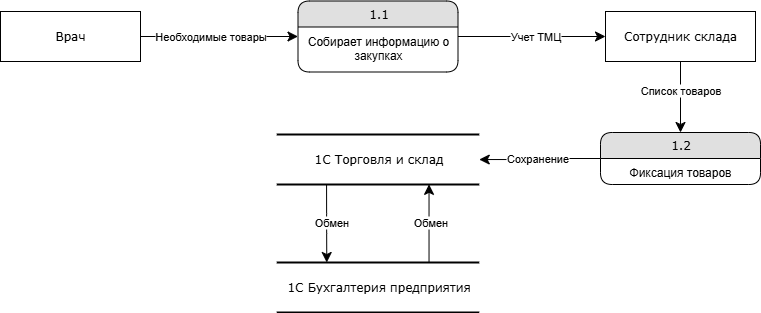 Врач
Необходимые товары
1.1
Собирает информацию о
закупках
Учет ТМЦ
Сотрудник склада
Список товаров
1.2
Фиксация товаров
Сохранение
1С Торговля и склад
Обмен
Обмен
1С Бухгалтерия предприятия